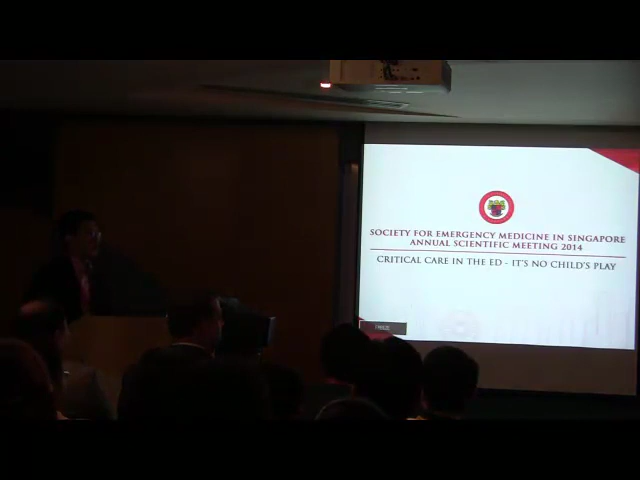 SOCIETY FOR EMERGENCY MEDICINE IN SINGAPORE
ANNUAL SCIENTIFIC MEETING 2014
CRITICAL CARE IN THE ED - IT'S NO CHILD'S PLAY